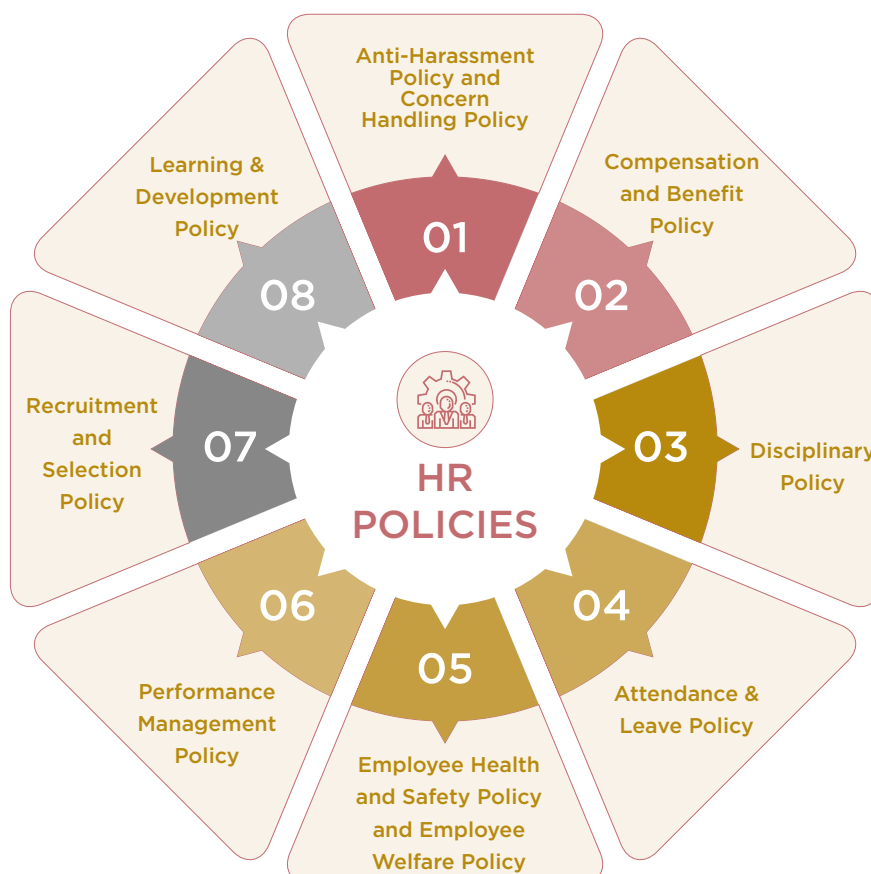 Anti-Harassment
Policy and
Concern
Handling Policy
01
Compensation
and Benefit
Policy
02
Disciplinary
Policy
03
Attendance &
Leave Policy
04
Employee Health
and Safety Policy
and Employee
Welfare Policy
05
Performance
Management
Policy
06
Recruitment
and
Selection
Policy
07
Learning &
Development
Policy
08
HR
POLICIES